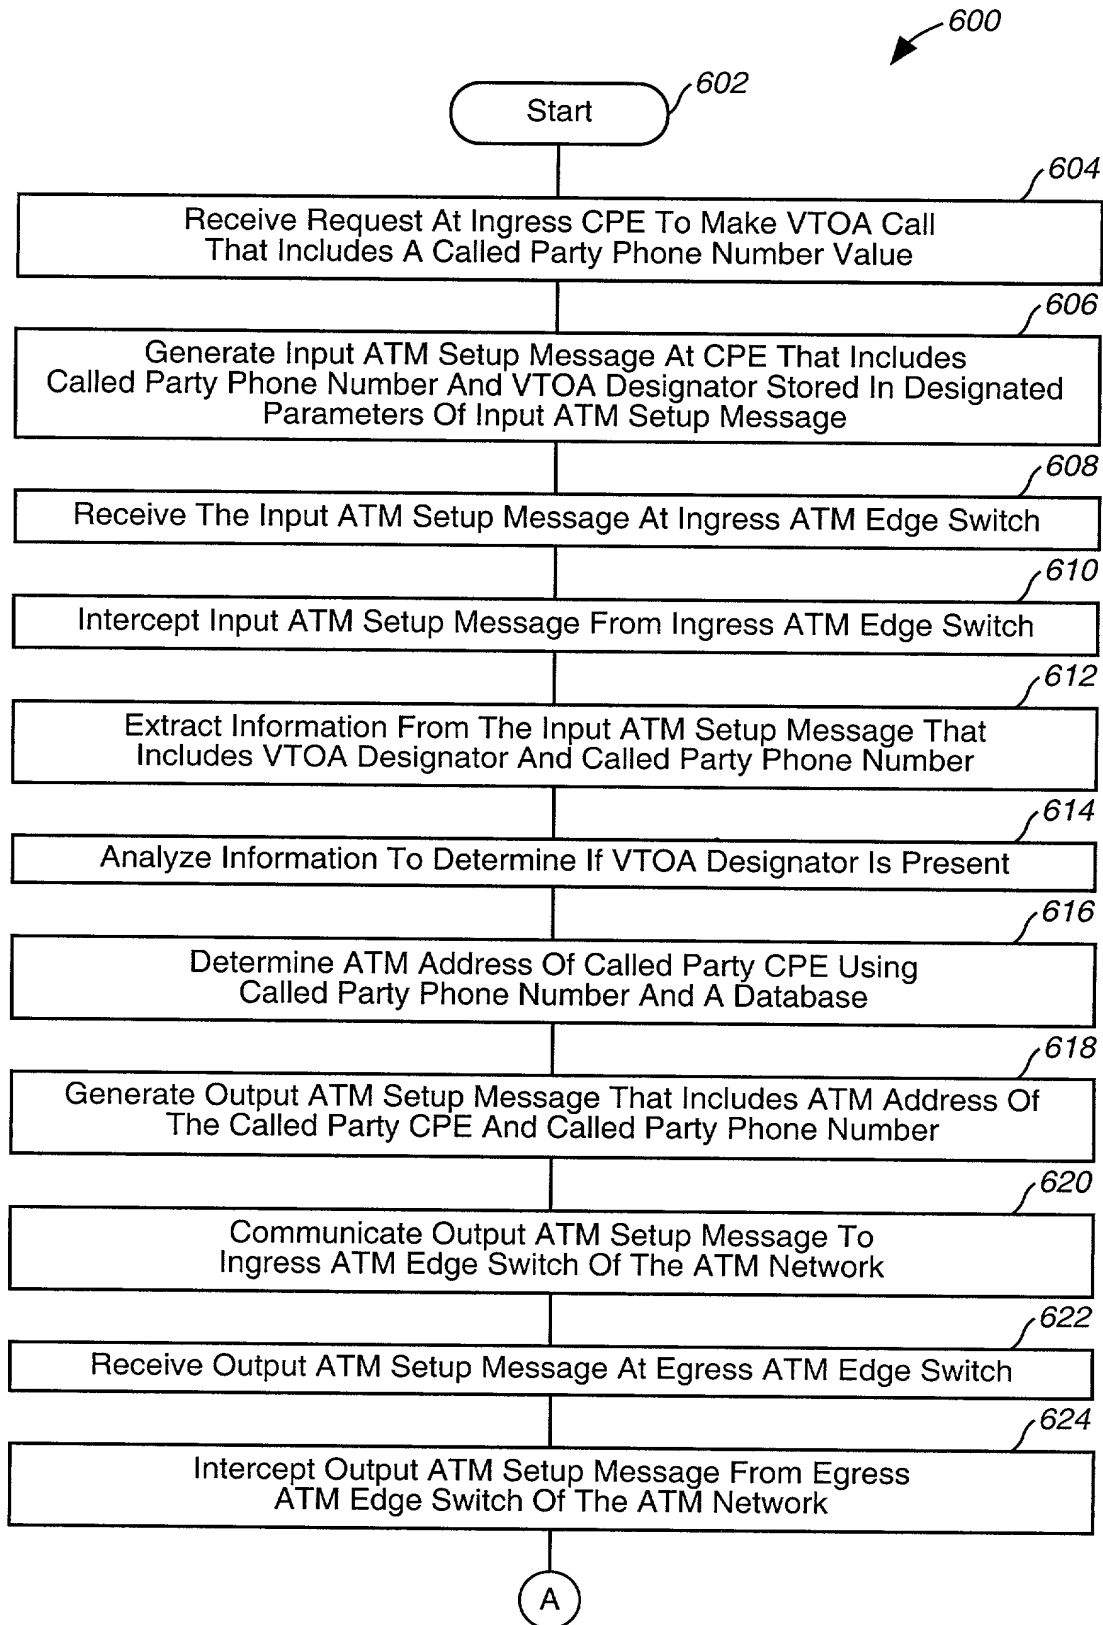 600
Start
602
604
Receive Request At Ingress CPE To Make VTOA Call
That Includes A Called Party Phone Number Value
606
Generate Input ATM Setup Message At CPE That Includes
Called Party Phone Number And VTOA Designator Stored In Designated
Parameters Of Input ATM Setup Message
608
Receive The Input ATM Setup Message At Ingress ATM Edge Switch
610
Intercept Input ATM Setup Message From Ingress ATM Edge Switch
612
Extract Information From The Input ATM Setup Message That
Includes VTOA Designator And Called Party Phone Number
614
Analyze Information To Determine If VTOA Designator Is Present
616
Determine ATM Address Of Called Party CPE Using
Called Party Phone Number And A Database
618
Generate Output ATM Setup Message That Includes ATM Address Of
The Called Party CPE And Called Party Phone Number
620
Communicate Output ATM Setup Message To
Ingress ATM Edge Switch Of The ATM Network
622
Receive Output ATM Setup Message At Egress ATM Edge Switch
624
Intercept Output ATM Setup Message From Egress
ATM Edge Switch Of The ATM Network
A